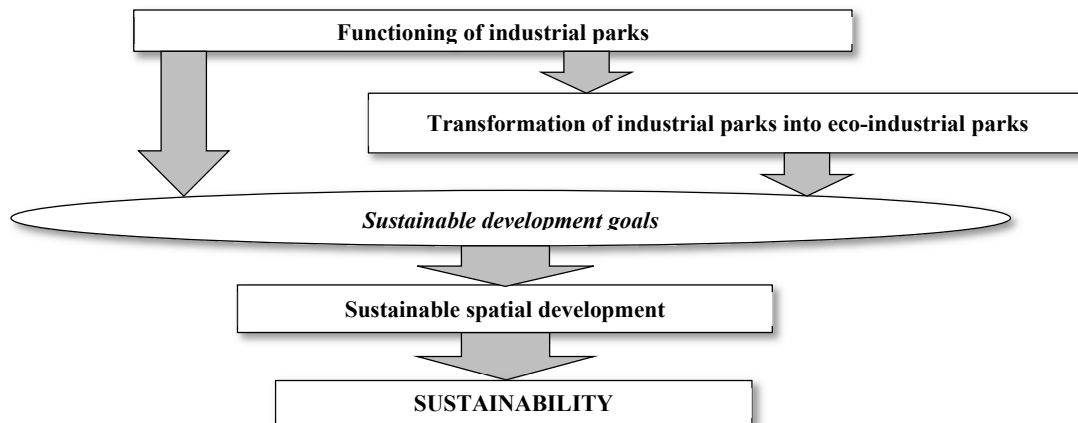 Functioning of industrial parks
Transformation of industrial parks into eco-industrial parks
Sustainable development goals
Sustainable spatial development
SUSTAINABILITY